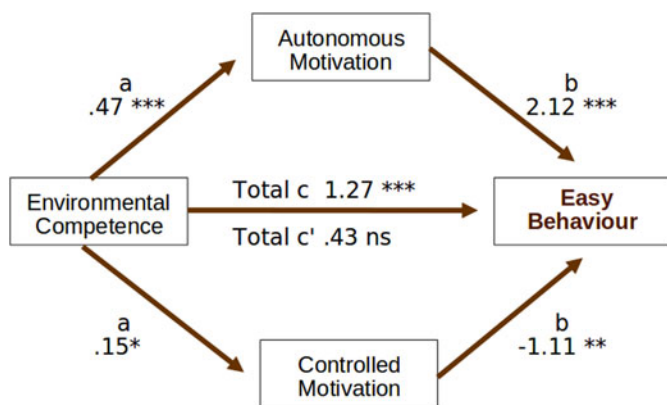 Autonomous
Motivation
a
.47 ***
b
2.12 ***
Environmental
Competence
Total c  1.27 ***
Total c' .43 ns
Easy
Behaviour
a
.15*
Controlled
Motivation
b
-1.11 **